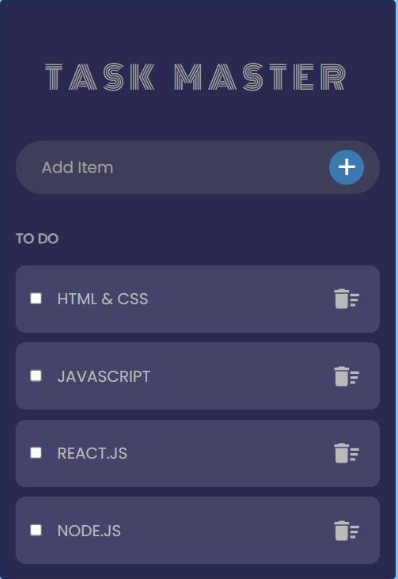 TASK MASTER
Add Item
TO DO
HTML & CSS
JAVASCRIPT
REACT.JS
NODE.JS